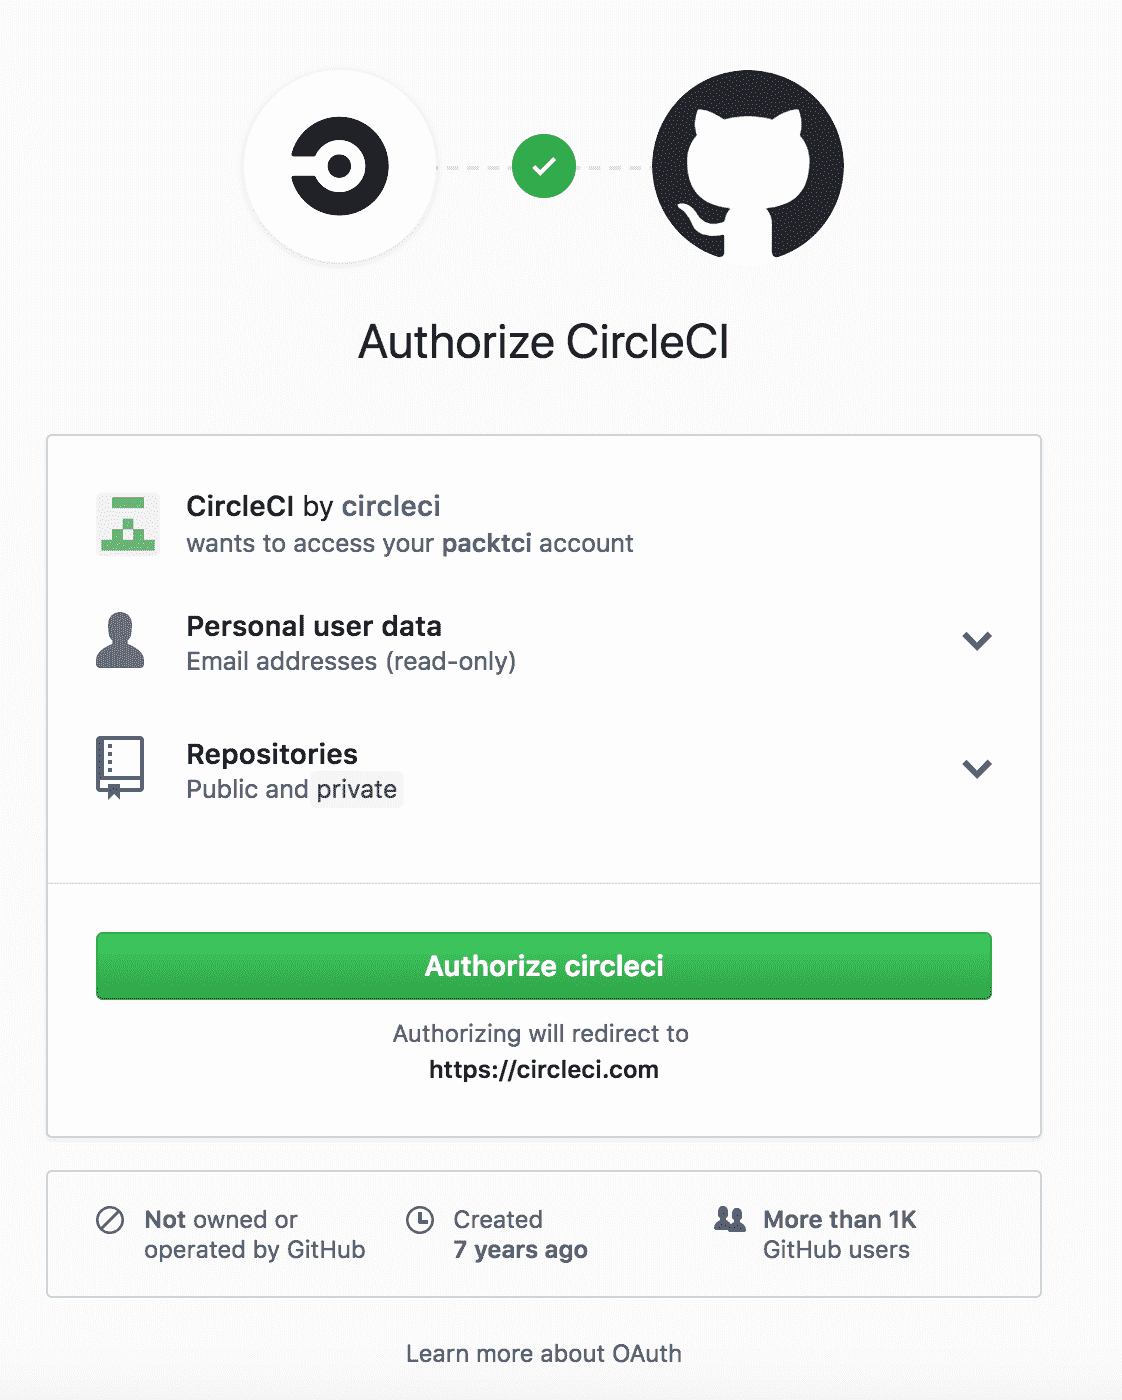 Authorize CircleCI
CircleCI by circleci
wants to access your packtci account
Personal user data
Email addresses (read-only)
Repositories
Public and private
Authorize circleci
Authorizing will redirect to
https://circleci.com
Not owned or
operated by GitHub
Created
7 years ago
More than 1K
GitHub users
Learn more about OAuth